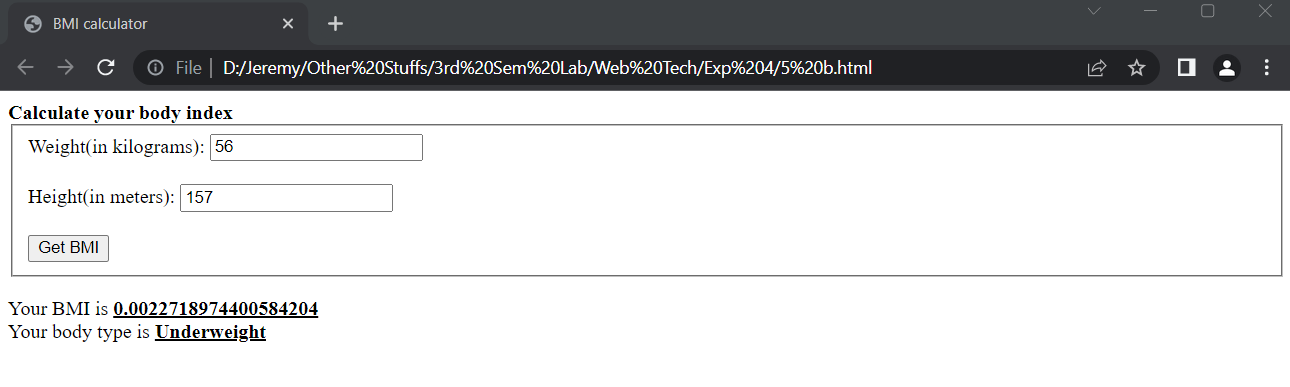 BMI calculator
File | D:/Jeremy/Other%20Stuffs/3rd%20Sem%20Lab/Web%20Tech/Exp%204/5%20b.html
Calculate your body index
Weight(in kilograms): 56
Height(in meters): 157
Get BMI
Your BMI is 0.0022718974400584204
Your body type is Underweight